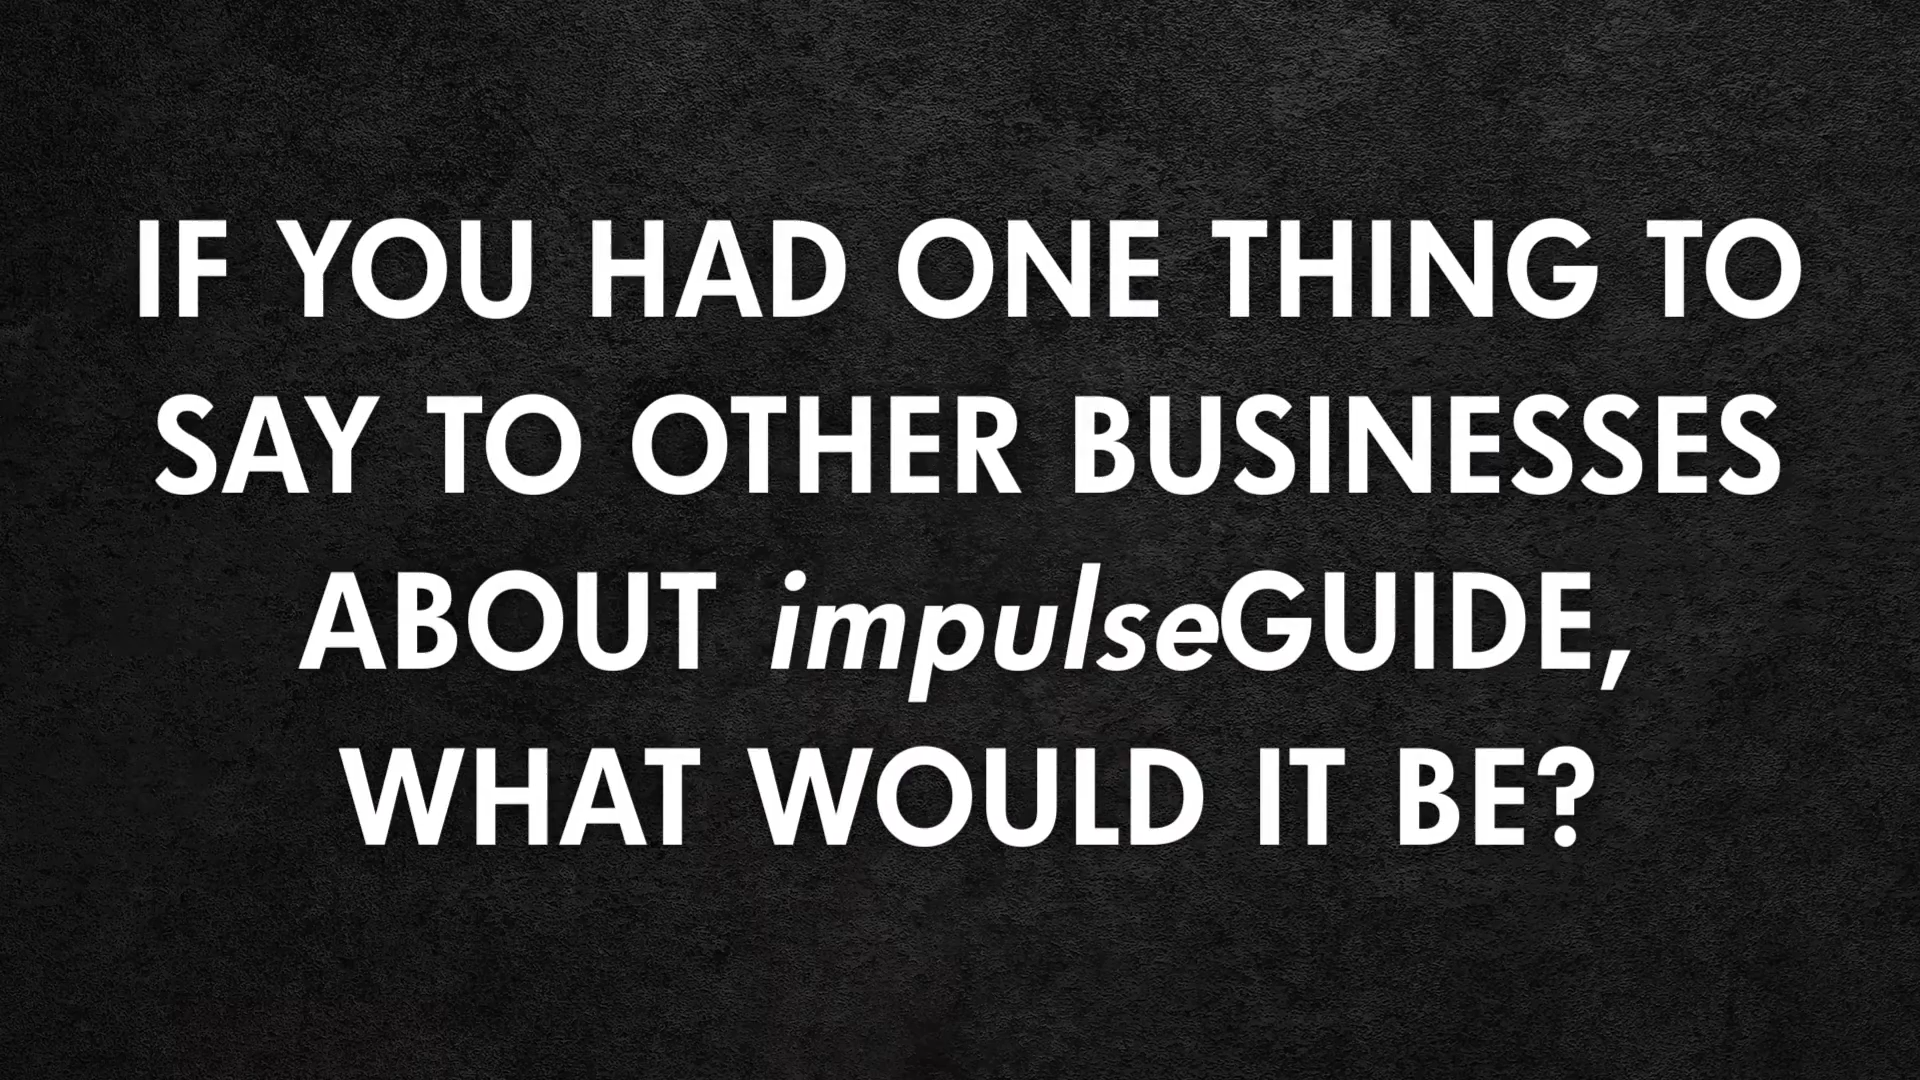 IF YOU HAD ONE THING TO
SAY TO OTHER BUSINESSES
ABOUT impulseGUIDE,
WHAT WOULD IT BE?